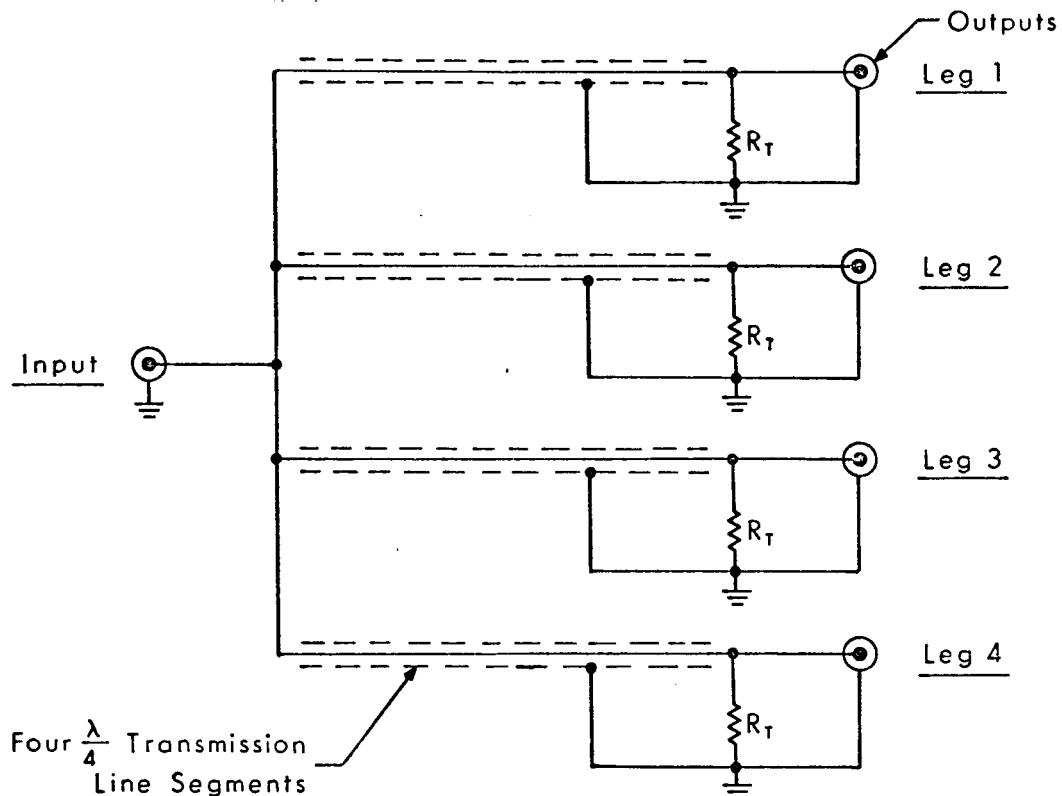 Outputs
Leg 1
R_T
Leg 2
R_T
Input
Leg 3
R_T
Leg 4
R_T
Four λ/4 Transmission
Line Segments